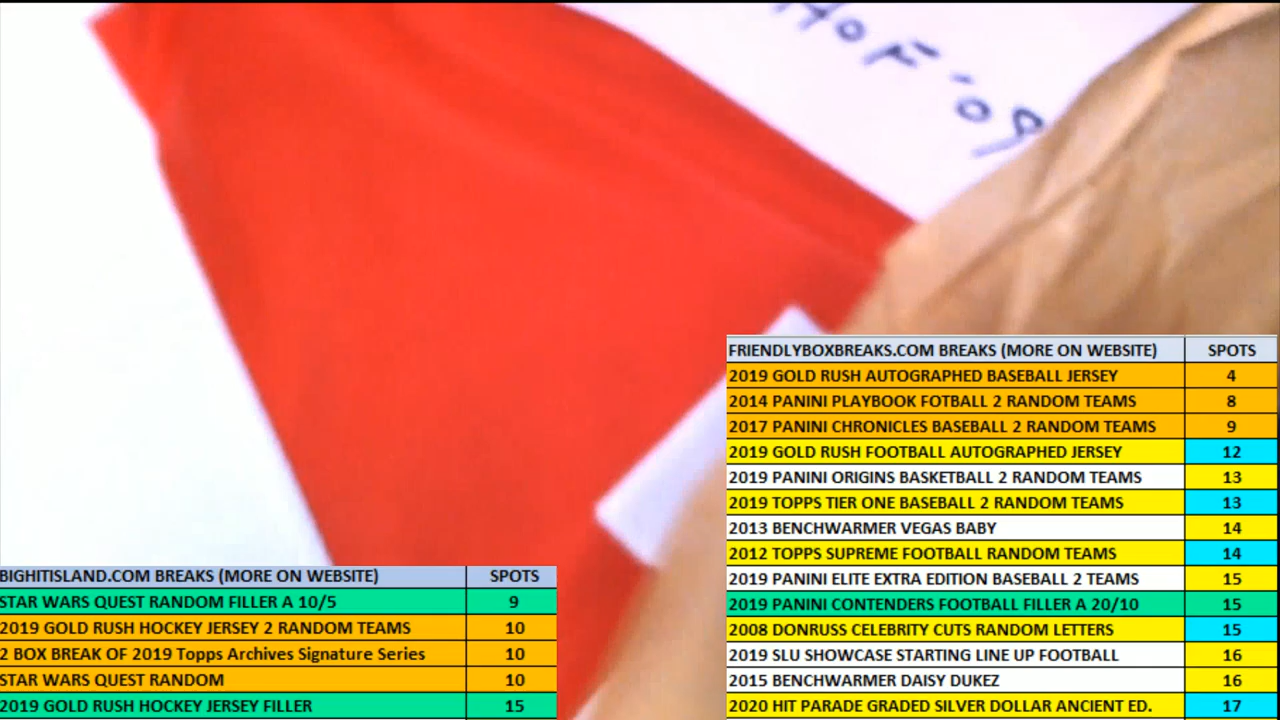 HOF '09
FRIENDLYBOXBREAKS.COM BREAKS (MORE ON WEBSITE) SPOTS
2019 GOLD RUSH AUTOGRAPHED BASEBALL JERSEY 4
2014 PANINI PLAYBOOK FOTBALL 2 RANDOM TEAMS 8
2017 PANINI CHRONICLES BASEBALL 2 RANDOM TEAMS 9
2019 GOLD RUSH FOOTBALL AUTOGRAPHED JERSEY 12
2019 PANINI ORIGINS BASKETBALL 2 RANDOM TEAMS 13
2019 TOPPS TIER ONE BASEBALL 2 RANDOM TEAMS 13
2013 BENCHWARMER VEGAS BABY 14
2012 TOPPS SUPREME FOOTBALL RANDOM TEAMS 14
2019 PANINI ELITE EXTRA EDITION BASEBALL 2 TEAMS 15
2019 PANINI CONTENDERS FOOTBALL FILLER A 20/10 15
2008 DONRUSS CELEBRITY CUTS RANDOM LETTERS 15
2019 SLU SHOWCASE STARTING LINE UP FOOTBALL 16
2015 BENCHWARMER DAISY DUKEZ 16
2020 HIT PARADE GRADED SILVER DOLLAR ANCIENT ED. 17
BIGHITISLAND.COM BREAKS (MORE ON WEBSITE) SPOTS
STAR WARS QUEST RANDOM FILLER A 10/5 9
2019 GOLD RUSH HOCKEY JERSEY 2 RANDOM TEAMS 10
2 BOX BREAK OF 2019 Topps Archives Signature Series 10
STAR WARS QUEST RANDOM 10
2019 GOLD RUSH HOCKEY JERSEY FILLER 15